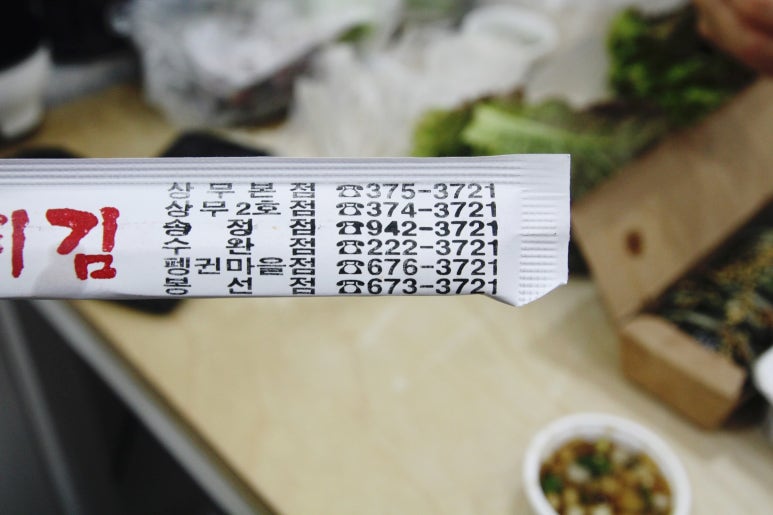 튀김
상무본점 ☎375-3721
상무2호점 ☎374-3721
송정점 ☎942-3721
수완점 ☎222-3721
펭귄마을점 ☎676-3721
봉선점 ☎673-3721